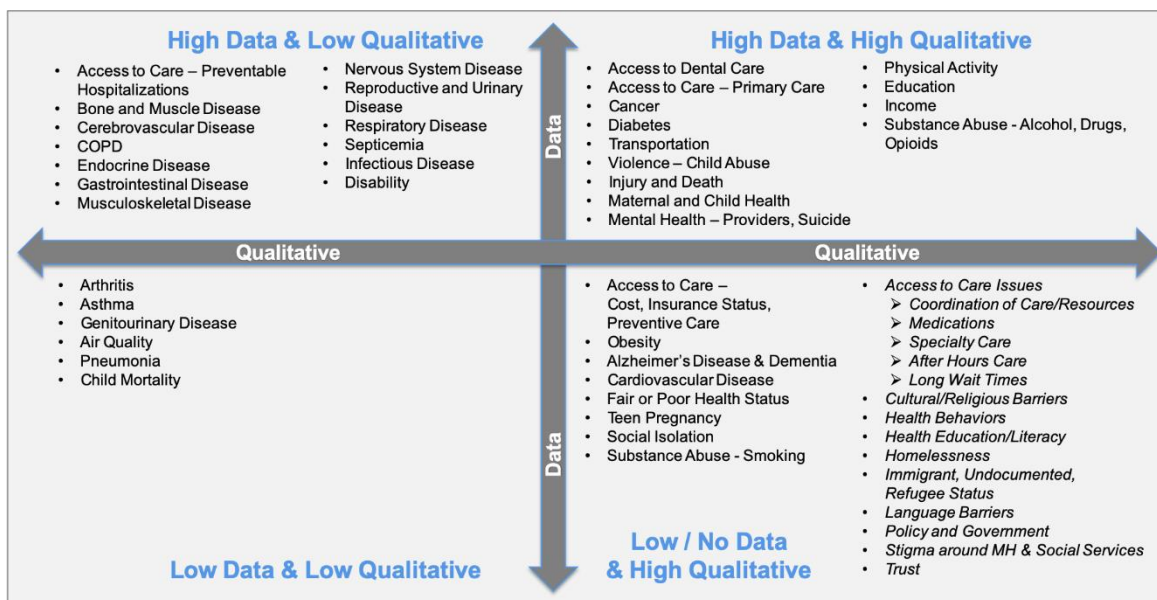 High Data & Low Qualitative
• Access to Care – Preventable
Hospitalizations
• Bone and Muscle Disease
• Cerebrovascular Disease
• COPD
• Endocrine Disease
• Gastrointestinal Disease
• Musculoskeletal Disease
• Nervous System Disease
• Reproductive and Urinary
Disease
• Respiratory Disease
• Septicemia
• Infectious Disease
• Disability
Data
High Data & High Qualitative
• Access to Dental Care
• Access to Care – Primary Care
• Cancer
• Diabetes
• Transportation
• Violence – Child Abuse
• Injury and Death
• Maternal and Child Health
• Mental Health – Providers, Suicide
• Physical Activity
• Education
• Income
• Substance Abuse - Alcohol, Drugs,
Opioids
Qualitative
Qualitative
• Arthritis
• Asthma
• Genitourinary Disease
• Air Quality
• Pneumonia
• Child Mortality
Low Data & Low Qualitative
Data
• Access to Care –
Cost, Insurance Status,
Preventive Care
• Obesity
• Alzheimer's Disease & Dementia
• Cardiovascular Disease
• Fair or Poor Health Status
• Teen Pregnancy
• Social Isolation
• Substance Abuse - Smoking
Low / No Data
& High Qualitative
• Access to Care Issues
➢ Coordination of Care/Resources
➢ Medications
➢ Specialty Care
➢ After Hours Care
➢ Long Wait Times
• Cultural/Religious Barriers
• Health Behaviors
• Health Education/Literacy
• Homelessness
• Immigrant, Undocumented,
Refugee Status
• Language Barriers
• Policy and Government
• Stigma around MH & Social Services
• Trust